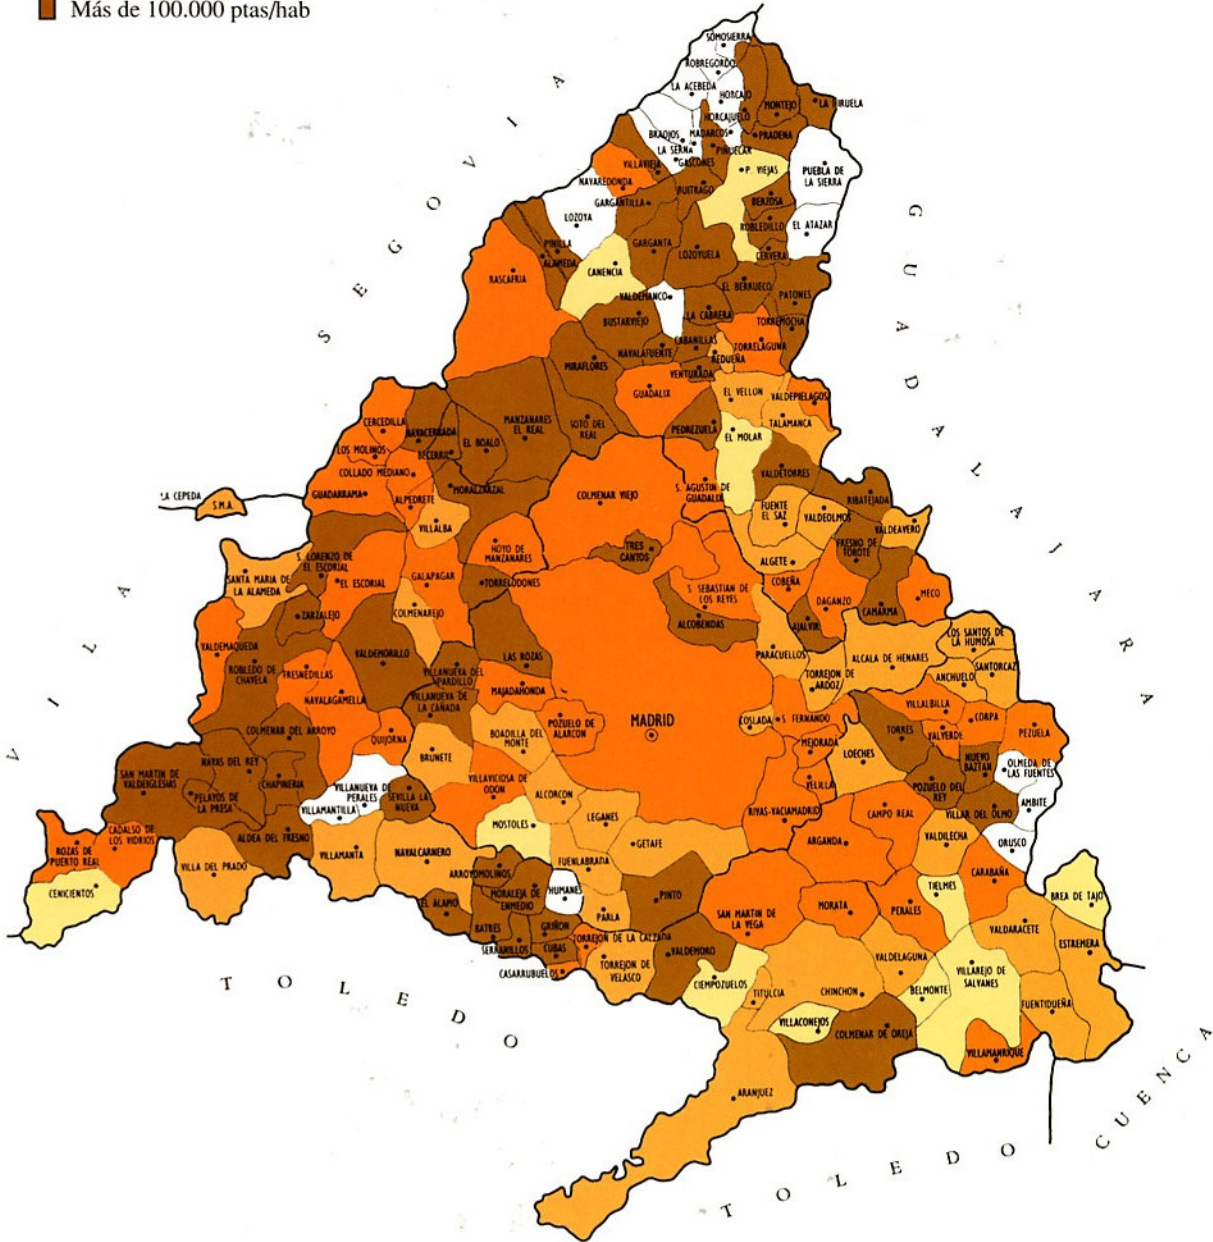 Más de 100.000 ptas/hab
SOMOSIERRA
ROBREGORDO
LA ACEBEDA
HORCAJO
MONTEJO
LA HIRUELA
HORCAJUELO
BRAOJOS
MADARCOS
PRADENA
LA SERNA
PIÑUECAR
GASCONES
VILLAVIEJA
P. VIEJAS
PUEBLA DE
LA SIERRA
NAVAREDONDA
BUITRAGO
GARGANTILLA
BERZOSA
LOZOYA
ROBLEDILLO
EL ATAZAR
PINILLA
GARGANTA
LOZOYUELA
CERVERA
ALAMEDA
RASCAFRIA
CANENCIA
EL BERRUECO
PATONES
VALDEMANCO
LA CABRERA
BUSTARVIEJO
TORREMOCHA
CABANILLAS
TORRELAGUNA
NAVALAFUENTE
REDUEÑA
MIRAFLORES
VENTURADA
GUADALIX
EL VELLON
VALDEPIELAGOS
TALAMANCA
CERCEDILLA
NAVACERRADA
MANZANARES
EL REAL
SOTO DEL
REAL
PEDREZUELA
EL MOLAR
EL BOALO
LOS MOLINOS
BECERRIL
COLLADO MEDIANO
VALDETORRES
GUADARRAMA
ALPEDRETE
MORALZARZAL
COLMENAR VIEJO
S. AGUSTIN DE
GUADALIX
RIBATEJADA
LA CEPEDA
S.M.A.
VILLALBA
FUENTE
EL SAZ
VALDEOLMOS
VALDEAVERO
HOYO DE
MANZANARES
TRES
CANTOS
FRESNO DE
TOROTE
S. LORENZO DE
EL ESCORIAL
ALGETE
SANTA MARIA DE
LA ALAMEDA
EL ESCORIAL
GALAPAGAR
TORRELODONES
S. SEBASTIAN DE
LOS REYES
COBEÑA
DAGANZO
MECO
ZARZALEJO
COLMENAREJO
ALCOBENDAS
AJALVIR
CAMARMA
LOS SANTOS DE
LA HUMOSA
VALDEMAQUEDA
VALDEMORILLO
LAS ROZAS
PARACUELLOS
ALCALA DE HENARES
SANTORCAZ
ROBLEDO DE
CHAVELA
FRESNEDILLAS
VILLANUEVA DEL
PARDILLO
TORREJON DE
ARDOZ
ANCHUELO
NAVALAGAMELLA
VILLANUEVA DE
LA CAÑADA
MAJADAHONDA
VILLALBILLA
CORPA
COLMENAR DEL ARROYO
QUIJORNA
POZUELO DE
ALARCON
MADRID
COSLADA
S. FERNANDO
TORRES
VALVERDE
PEZUELA
BOADILLA DEL
MONTE
MEJORADA
LOECHES
NUEVO
BAZTAN
OLMEDA DE
LAS FUENTES
BRUNETE
NAVAS DEL REY
SAN MARTIN DE
VALDEIGLESIAS
CHAPINERIA
VILLANUEVA DE
PERALES
VILLAVICIOSA DE
ODON
VELILLA
POZUELO DEL
REY
PELAYOS DE
LA PRESA
VILLAMANTILLA
SEVILLA LA
NUEVA
ALCORCON
RIVAS-VACIAMADRID
CAMPO REAL
VILLAR DEL OLMO
AMBITE
CADALSO DE
LOS VIDRIOS
ALDEA DEL FRESNO
MOSTOLES
LEGANES
ROZAS DE
PUERTO REAL
VILLAMANTA
NAVALCARNERO
GETAFE
ARGANDA
VALDILECHA
ORUSCO
VILLA DEL PRADO
FUENLABRADA
ARROYOMOLINOS
CENICIENTOS
MORALEJA DE
ENMEDIO
HUMANES
PINTO
TIELMES
CARABAÑA
BREA DE TAJO
EL ALAMO
PARLA
SAN MARTIN DE
LA VEGA
MORATA
PERALES
BATRES
GRIÑON
VALDARACETE
SERRANILLOS
CUBAS
TORREJON DE LA CALZADA
VALDEMORO
ESTREMERA
CASARRUBUELOS
TORREJON DE
VELASCO
CIEMPOZUELOS
VALDELAGUNA
VILLAREJO DE
SALVANES
TITULCIA
CHINCHON
BELMONTE
FUENTIDUEÑA
VILLACONEJOS
COLMENAR DE OREJA
VILLAMANRIQUE
ARANJUEZ
SEGOVIA
GUADALAJARA
VILA
TOLEDO
TOLEDO
CUENCA